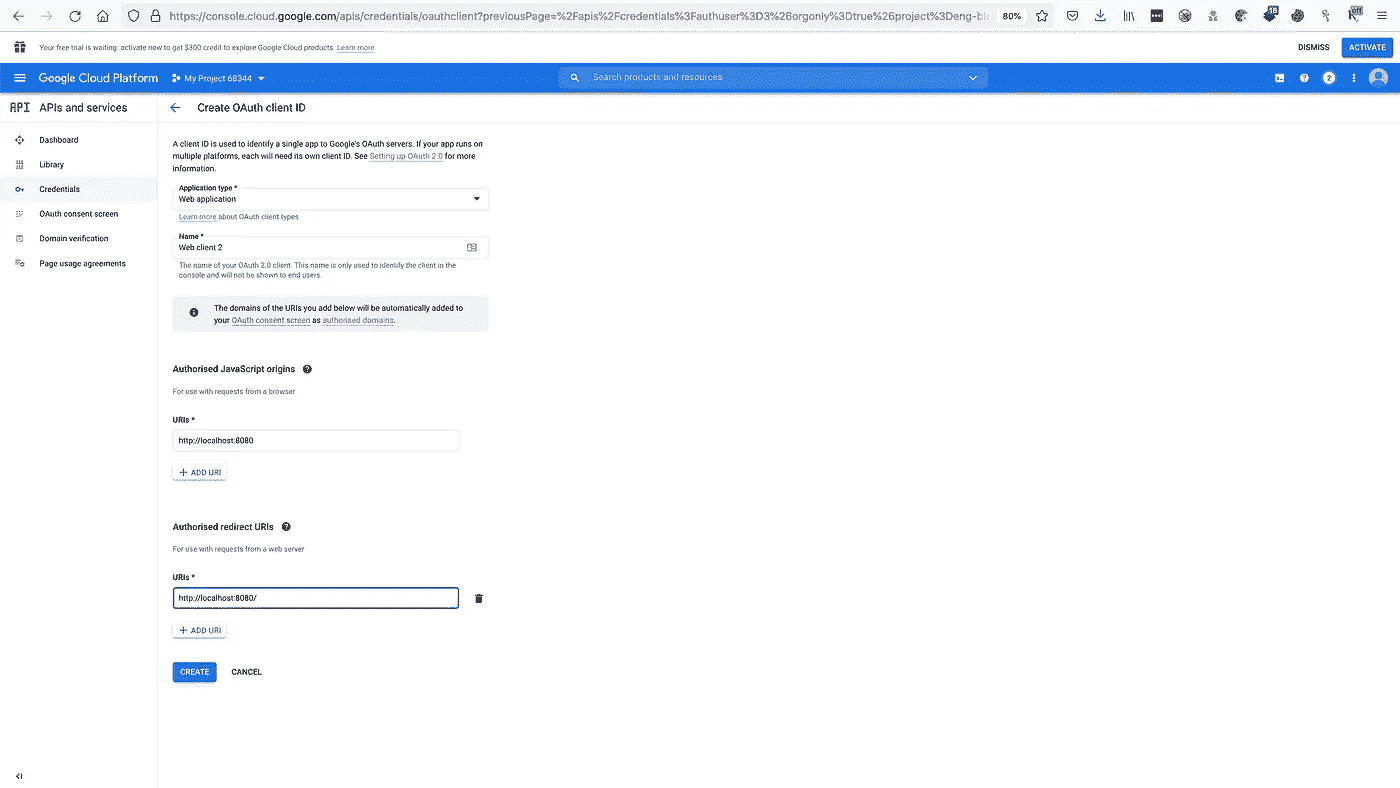 https://console.cloud.google.com/apis/credentials/oauthclient?previousPage=%2Fapis%2Fcredentials%3Fauthuser%3D3%26orgonly%3Dtrue%26project%3Deng-bl
80%
16
off
Your free trial is waiting: activate now to get $300 credit to explore Google Cloud products. Learn more
DISMISS
ACTIVATE
Google Cloud Platform
My Project 68344
Search products and resources
2
API APIs and services
Create OAuth client ID
Dashboard
Library
Credentials
OAuth consent screen
Domain verification
Page usage agreements
A client ID is used to identify a single app to Google's OAuth servers. If your app runs on
multiple platforms, each will need its own client ID. See Setting up OAuth 2.0 for more
information.
Application type *
Web application
Learn more about OAuth client types
Name *
Web client 2
The name of your OAuth 2.0 client. This name is only used to identify the client in the
console and will not be shown to end users.
The domains of the URIs you add below will be automatically added to
your OAuth consent screen as authorised domains.
Authorised JavaScript origins
For use with requests from a browser
URIs *
http://localhost:8080
+ ADD URI
Authorised redirect URIs
For use with requests from a web server
URIs *
http://localhost:8080/
+ ADD URI
CREATE
CANCEL